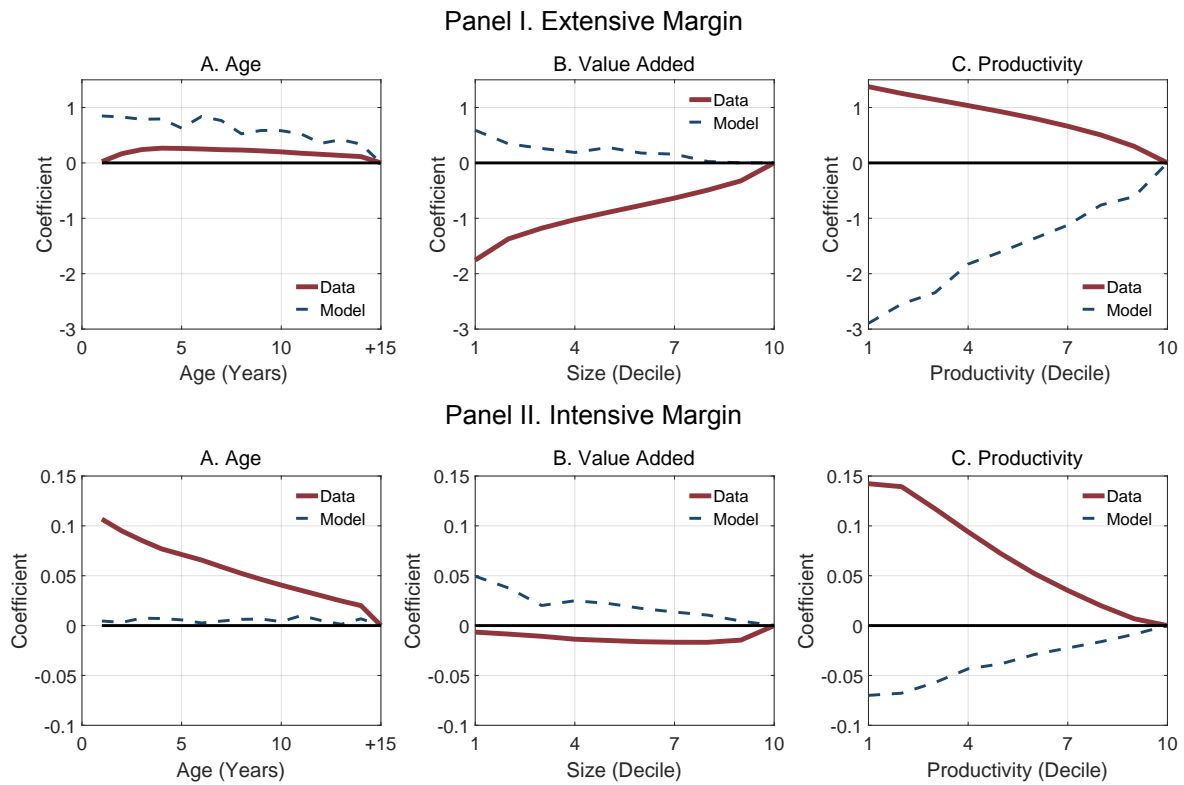 Panel I. Extensive Margin
A. Age
B. Value Added
C. Productivity
1
0
-1
-2
-3
Coefficient
Data
Model
0
5
10
+15
Age (Years)
1
0
-1
-2
-3
Coefficient
Data
Model
1
4
7
10
Size (Decile)
1
0
-1
-2
-3
Coefficient
Data
Model
1
4
7
10
Productivity (Decile)
Panel II. Intensive Margin
A. Age
B. Value Added
C. Productivity
0.15
0.1
0.05
0
-0.05
-0.1
Coefficient
Data
Model
0
5
10
+15
Age (Years)
0.15
0.1
0.05
0
-0.05
-0.1
Coefficient
Data
Model
1
4
7
10
Size (Decile)
0.15
0.1
0.05
0
-0.05
-0.1
Coefficient
Data
Model
1
4
7
10
Productivity (Decile)